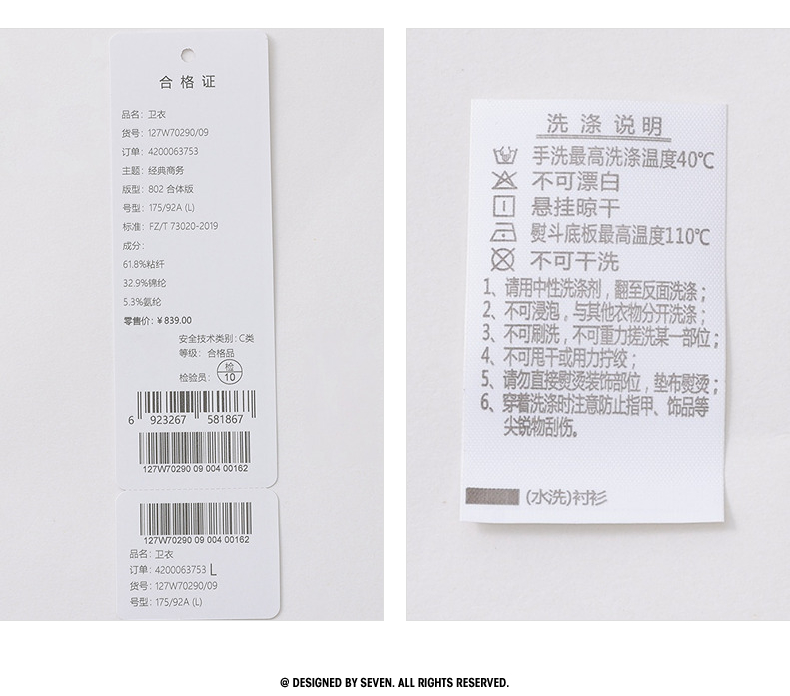 合格证
品名：卫衣
货号：127W70290/09
订单：4200063753
主题：经典商务
版型：802 合体版
号型：175/92A (L)
标准：FZ/T 73020-2019
成分：
61.8%粘纤
32.9%锦纶
5.3%氨纶
零售价：¥839.00
安全技术类别：C类
等级：合格品
检验员：检10
6 923267 581867
127W70290 09 004 00162
127W70290 09 004 00162
品名：卫衣
订单：4200063753 L
货号：127W70290/09
号型：175/92A (L)
洗涤说明
手洗最高洗涤温度40℃
不可漂白
悬挂晾干
熨斗底板最高温度110℃
不可干洗
1、请用中性洗涤剂，翻至反面洗涤；
2、不可浸泡，与其他衣物分开洗涤；
3、不可刷洗，不可重力搓洗某一部位；
4、不可甩干或用力拧绞；
5、请勿直接熨烫装饰部位，垫布熨烫；
6、穿着洗涤时注意防止指甲、饰品等
尖锐物刮伤。
(水洗)衬衫
@ DESIGNED BY SEVEN. ALL RIGHTS RESERVED.